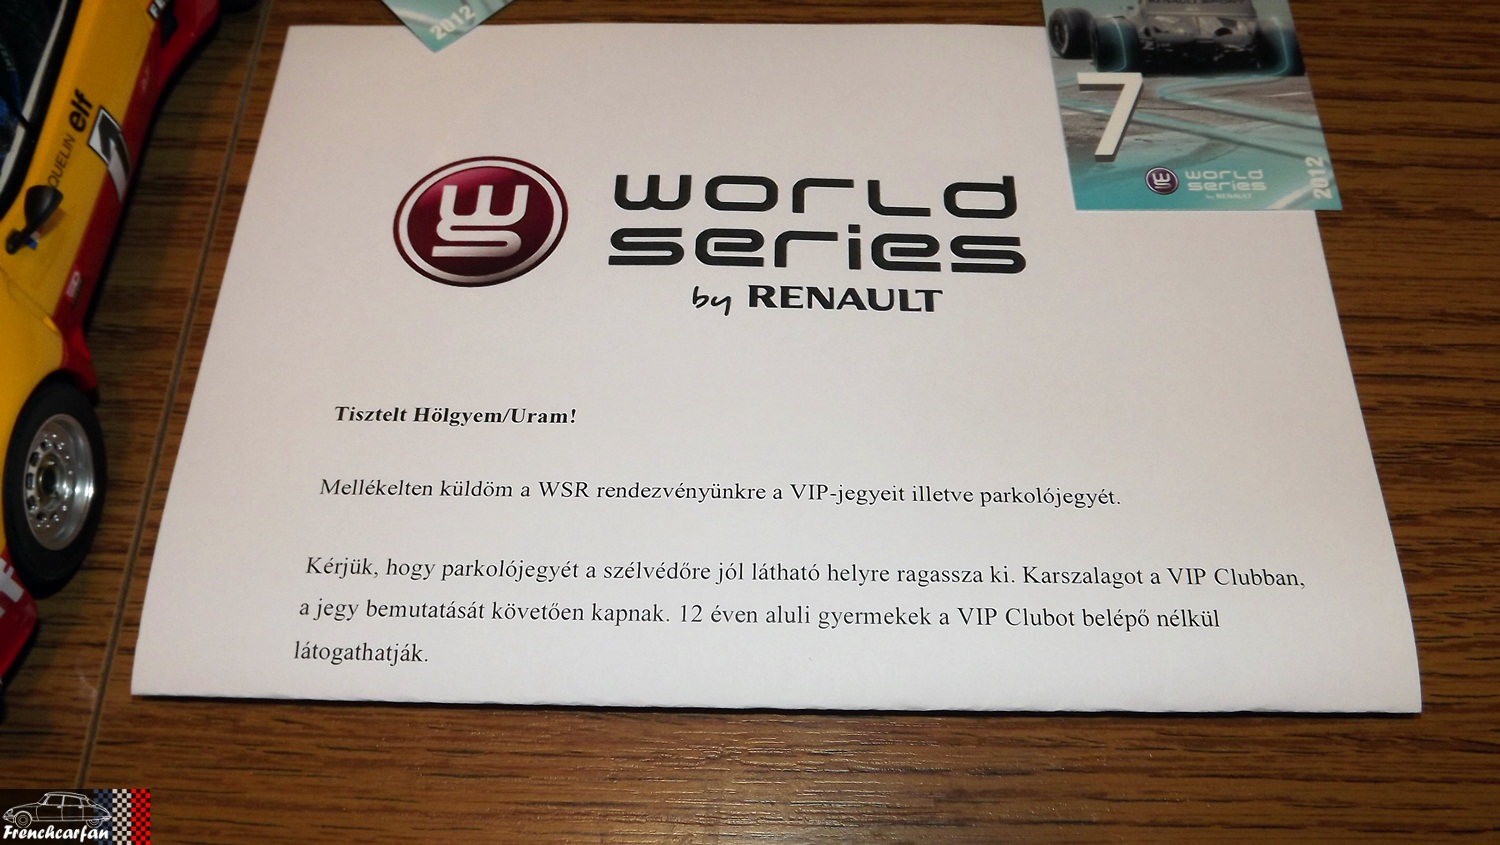 2012
7
world
series
by RENAULT
2012
elf
1
WS
world
series
by RENAULT
Tisztelt Hölgyem/Uram!
Mellékelten küldöm a WSR rendezvényünkre a VIP-jegyeit illetve parkolójegyét.
Kérjük, hogy parkolójegyét a szélvédőre jól látható helyre ragassza ki. Karszalagot a VIP Clubban,
a jegy bemutatását követően kapnak. 12 éven aluli gyermekek a VIP Clubot belépő nélkül
látogathatják.
Frenchcarfan